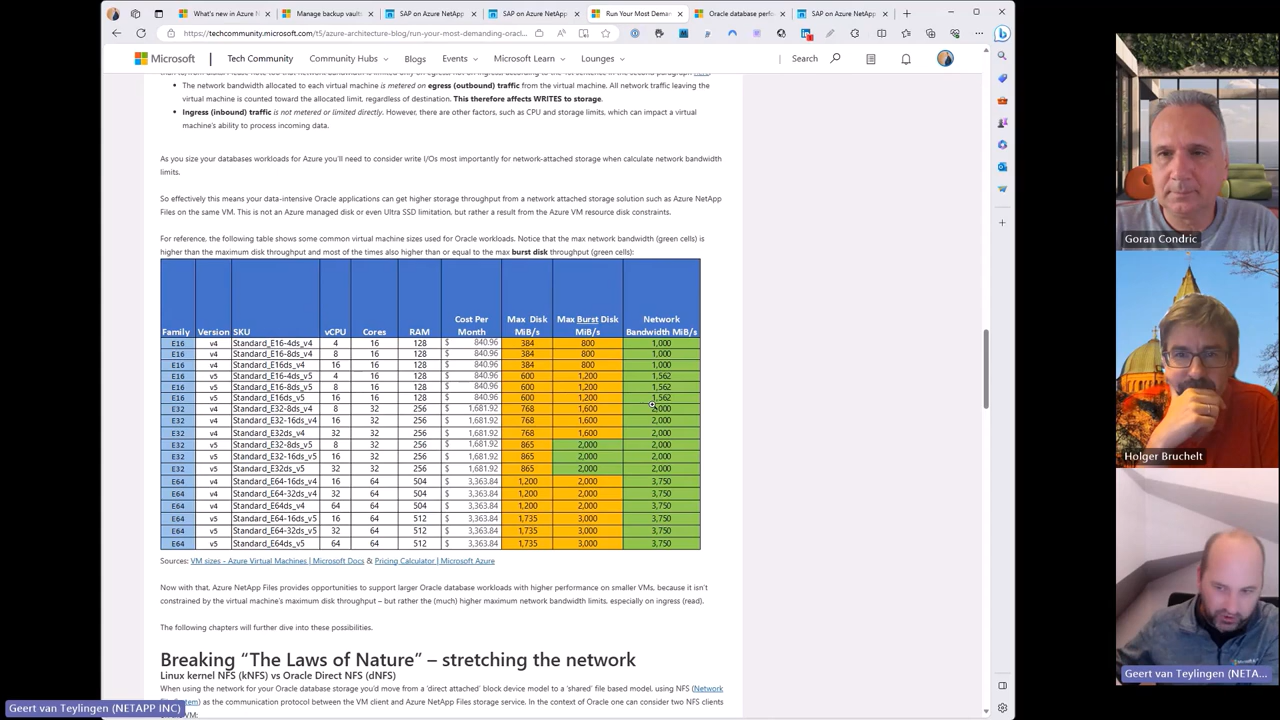 What's new in Azure N
Manage backup vault
SAP on Azure NetApp
SAP on Azure NetApp
Run Your Most Deman
Oracle database perf
SAP on Azure NetApp
https://techcommunity.microsoft.com/t5/azure-architecture-blog/run-your-most-demanding-orac...
Microsoft
Tech Community
Community Hubs
Blogs
Events
Microsoft Learn
Lounges
Search
The network bandwidth allocated to each virtual machine is metered on egress (outbound) traffic from the virtual machine. All network traffic leaving the
virtual machine is counted toward the allocated limit, regardless of destination. This therefore affects WRITES to storage.
Ingress (inbound) traffic is not metered or limited directly. However, there are other factors, such as CPU and storage limits, which can impact a virtual
machine's ability to process incoming data.
As you size your databases workloads for Azure you'll need to consider write I/Os most importantly for network-attached storage when calculate network bandwidth
limits.
So effectively this means your data-intensive Oracle applications can get higher storage throughput from a network attached storage solution such as Azure NetApp
Files on the same VM. This is not an Azure managed disk or even Ultra SSD limitation, but rather a result from the Azure VM resource disk constraints.
For reference, the following table shows some common virtual machine sizes used for Oracle workloads. Notice that the max network bandwidth (green cells) is
higher than the maximum disk throughput and most of the times also higher than or equal to the max burst disk throughput (green cells):
Family Version SKU vCPU Cores RAM Cost Per Month Max Disk MiB/s Max Burst Disk MiB/s Network Bandwidth MiB/s
E16 v4 Standard_E16-4ds_v4 4 16 128 $ 840.96 384 800 1,000
E16 v4 Standard_E16-8ds_v4 8 16 128 $ 840.96 384 800 1,000
E16 v4 Standard_E16ds_v4 16 16 128 $ 840.96 384 800 1,000
E16 v5 Standard_E16-4ds_v5 4 16 128 $ 840.96 600 1,200 1,562
E16 v5 Standard_E16-8ds_v5 8 16 128 $ 840.96 600 1,200 1,562
E16 v5 Standard_E16ds_v5 16 16 128 $ 840.96 600 1,200 1,562
E32 v4 Standard_E32-8ds_v4 8 32 256 $ 1,681.92 768 1,600 2,000
E32 v4 Standard_E32-16ds_v4 16 32 256 $ 1,681.92 768 1,600 2,000
E32 v4 Standard_E32ds_v4 32 32 256 $ 1,681.92 768 1,600 2,000
E32 v5 Standard_E32-8ds_v5 8 32 256 $ 1,681.92 865 2,000 2,000
E32 v5 Standard_E32-16ds_v5 16 32 256 $ 1,681.92 865 2,000 2,000
E32 v5 Standard_E32ds_v5 32 32 256 $ 1,681.92 865 2,000 2,000
E64 v4 Standard_E64-16ds_v4 16 64 504 $ 3,363.84 1,200 2,000 3,750
E64 v4 Standard_E64-32ds_v4 32 64 504 $ 3,363.84 1,200 2,000 3,750
E64 v4 Standard_E64ds_v4 64 64 504 $ 3,363.84 1,200 2,000 3,750
E64 v5 Standard_E64-16ds_v5 16 64 512 $ 3,363.84 1,735 3,000 3,750
E64 v5 Standard_E64-32ds_v5 32 64 512 $ 3,363.84 1,735 3,000 3,750
E64 v5 Standard_E64ds_v5 64 64 512 $ 3,363.84 1,735 3,000 3,750
Sources: VM sizes - Azure Virtual Machines | Microsoft Docs & Pricing Calculator | Microsoft Azure
Now with that, Azure NetApp Files provides opportunities to support larger Oracle database workloads with higher performance on smaller VMs, because it isn't
constrained by the virtual machine's maximum disk throughput – but rather the (much) higher maximum network bandwidth limits, especially on ingress (read).
The following chapters will further dive into these possibilities.
Breaking "The Laws of Nature" – stretching the network
Linux kernel NFS (kNFS) vs Oracle Direct NFS (dNFS)
When using the network for your Oracle database storage you'd move from a 'direct attached' block device model to a 'shared' file based model. using NFS (Network
as the communication protocol between the VM client and Azure NetApp Files storage service. In the context of Oracle one can consider two NFS clients
Geert van Teylingen (NETAPP INC)
Goran Condric
Holger Bruchelt
Geert van Teylingen (NETA...